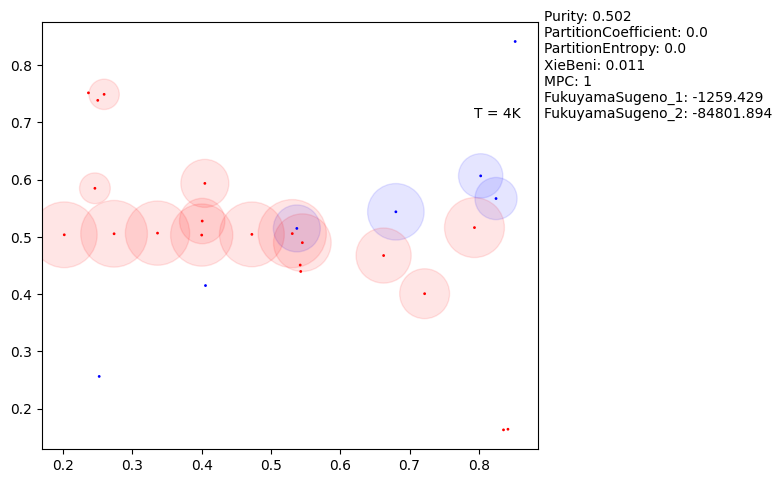 Purity: 0.502
PartitionCoefficient: 0.0
PartitionEntropy: 0.0
XieBeni: 0.011
MPC: 1
FukuyamaSugeno_1: -1259.429
FukuyamaSugeno_2: -84801.894
T = 4K
0.8
0.7
0.6
0.5
0.4
0.3
0.2
0.2 0.3 0.4 0.5 0.6 0.7 0.8